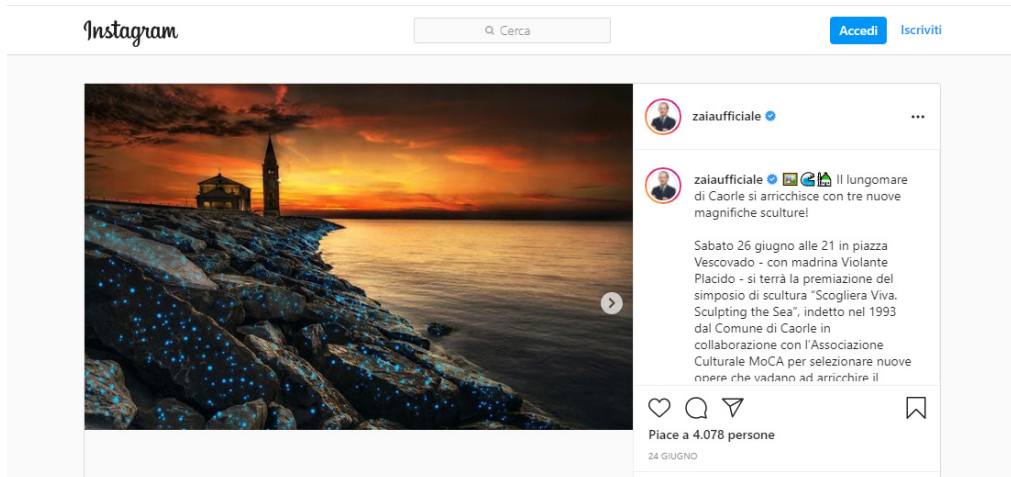 Instagram
Cerca
Accedi
Iscriviti
zaiaufficiale
zaiaufficiale Il lungomare
di Caorle si arricchisce con tre nuove
magnifiche sculture!
Sabato 26 giugno alle 21 in piazza
Vescovado - con madrina Violante
Placido - si terrà la premiazione del
simposio di scultura “Scogliera Viva.
Sculpting the Sea”, indetto nel 1993
dal Comune di Caorle in
collaborazione con l’Associazione
Culturale MoCA per selezionare nuove
opere che vadano ad arricchire il
Piace a 4.078 persone
24 GIUGNO